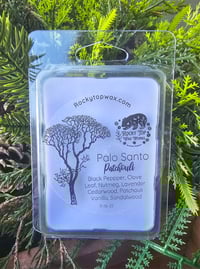 Rockytopwax.com
Rocky Top
Wax Works
Palo Santo
Patchouli
Black Pepper, Clove
Leaf, Nutmeg, Lavender
Cedarwood, Patchouli
Vanilla, Sandalwood